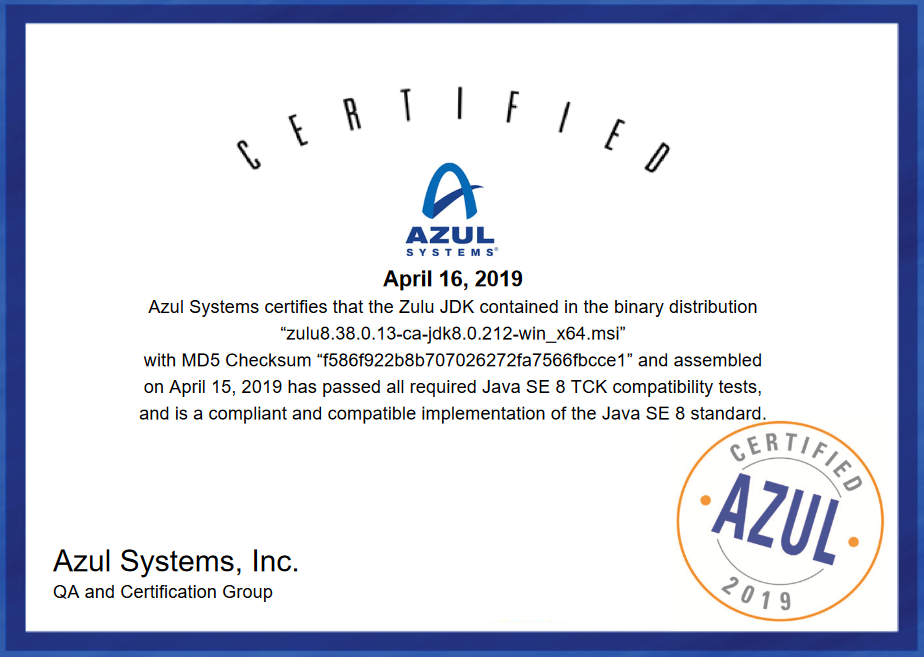 CERTIFIED
AZUL
SYSTEMS®
April 16, 2019
Azul Systems certifies that the Zulu JDK contained in the binary distribution
“zulu8.38.0.13-ca-jdk8.0.212-win_x64.msi”
with MD5 Checksum “f586f922b8b707026272fa7566fbcce1” and assembled
on April 15, 2019 has passed all required Java SE 8 TCK compatibility tests,
and is a compliant and compatible implementation of the Java SE 8 standard.
CERTIFIED
AZUL
2019
Azul Systems, Inc.
QA and Certification Group